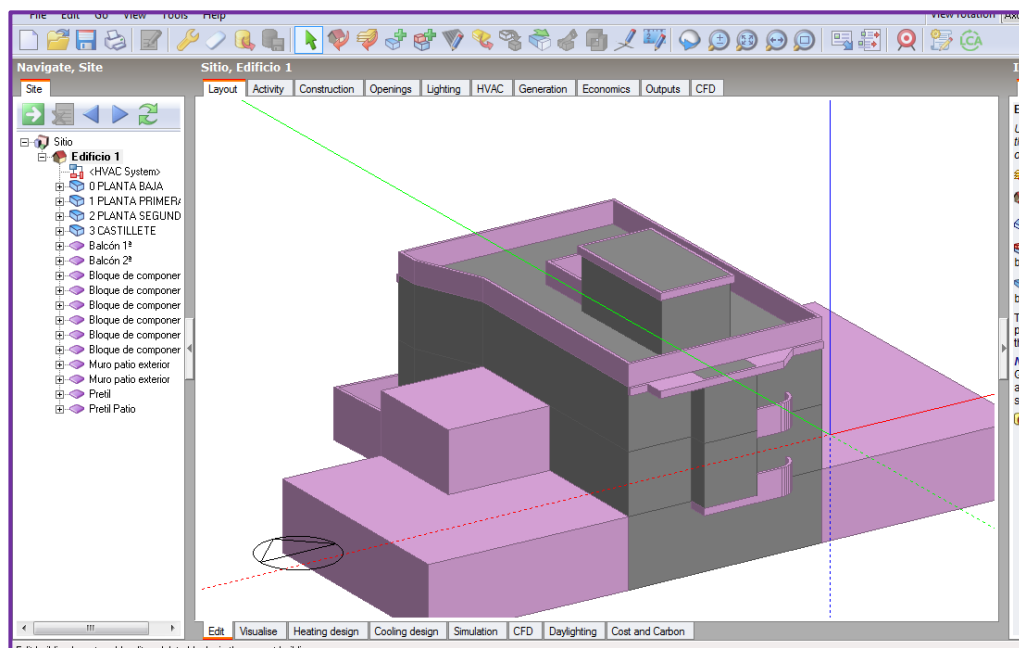 File Edit Go View Tools Help
View rotation
Navigate, Site
Sitio, Edificio 1
Site
Layout Activity Construction Openings Lighting HVAC Generation Economics Outputs CFD
Sitio
Edificio 1
<HVAC System>
0 PLANTA BAJA
1 PLANTA PRIMERA
2 PLANTA SEGUND
3 CASTILLETE
Balcón 1ª
Balcón 2ª
Bloque de componer
Bloque de componer
Bloque de componer
Bloque de componer
Bloque de componer
Bloque de componer
Muro patio exterior
Muro patio exterior
Pretil
Pretil Patio
Edit Visualise Heating design Cooling design Simulation CFD Daylighting Cost and Carbon